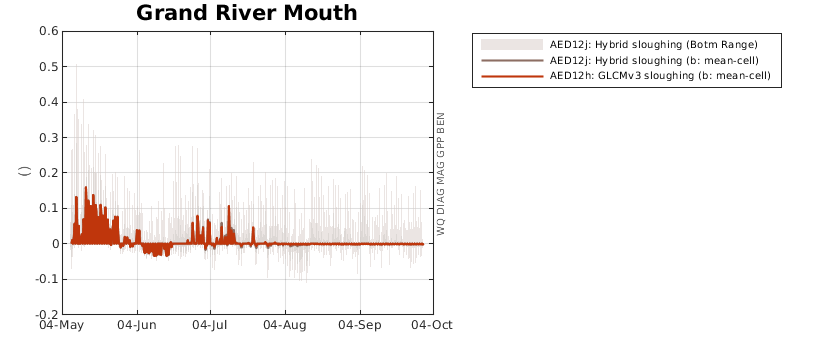 Grand River Mouth
0.6
0.5
0.4
0.3
0.2
0.1
0
-0.1
-0.2
()
04-May
04-Jun
04-Jul
04-Aug
04-Sep
04-Oct
WQ DIAG MAG GPP BEN
AED12j: Hybrid sloughing (Botm Range)
AED12j: Hybrid sloughing (b: mean-cell)
AED12h: GLCMv3 sloughing (b: mean-cell)